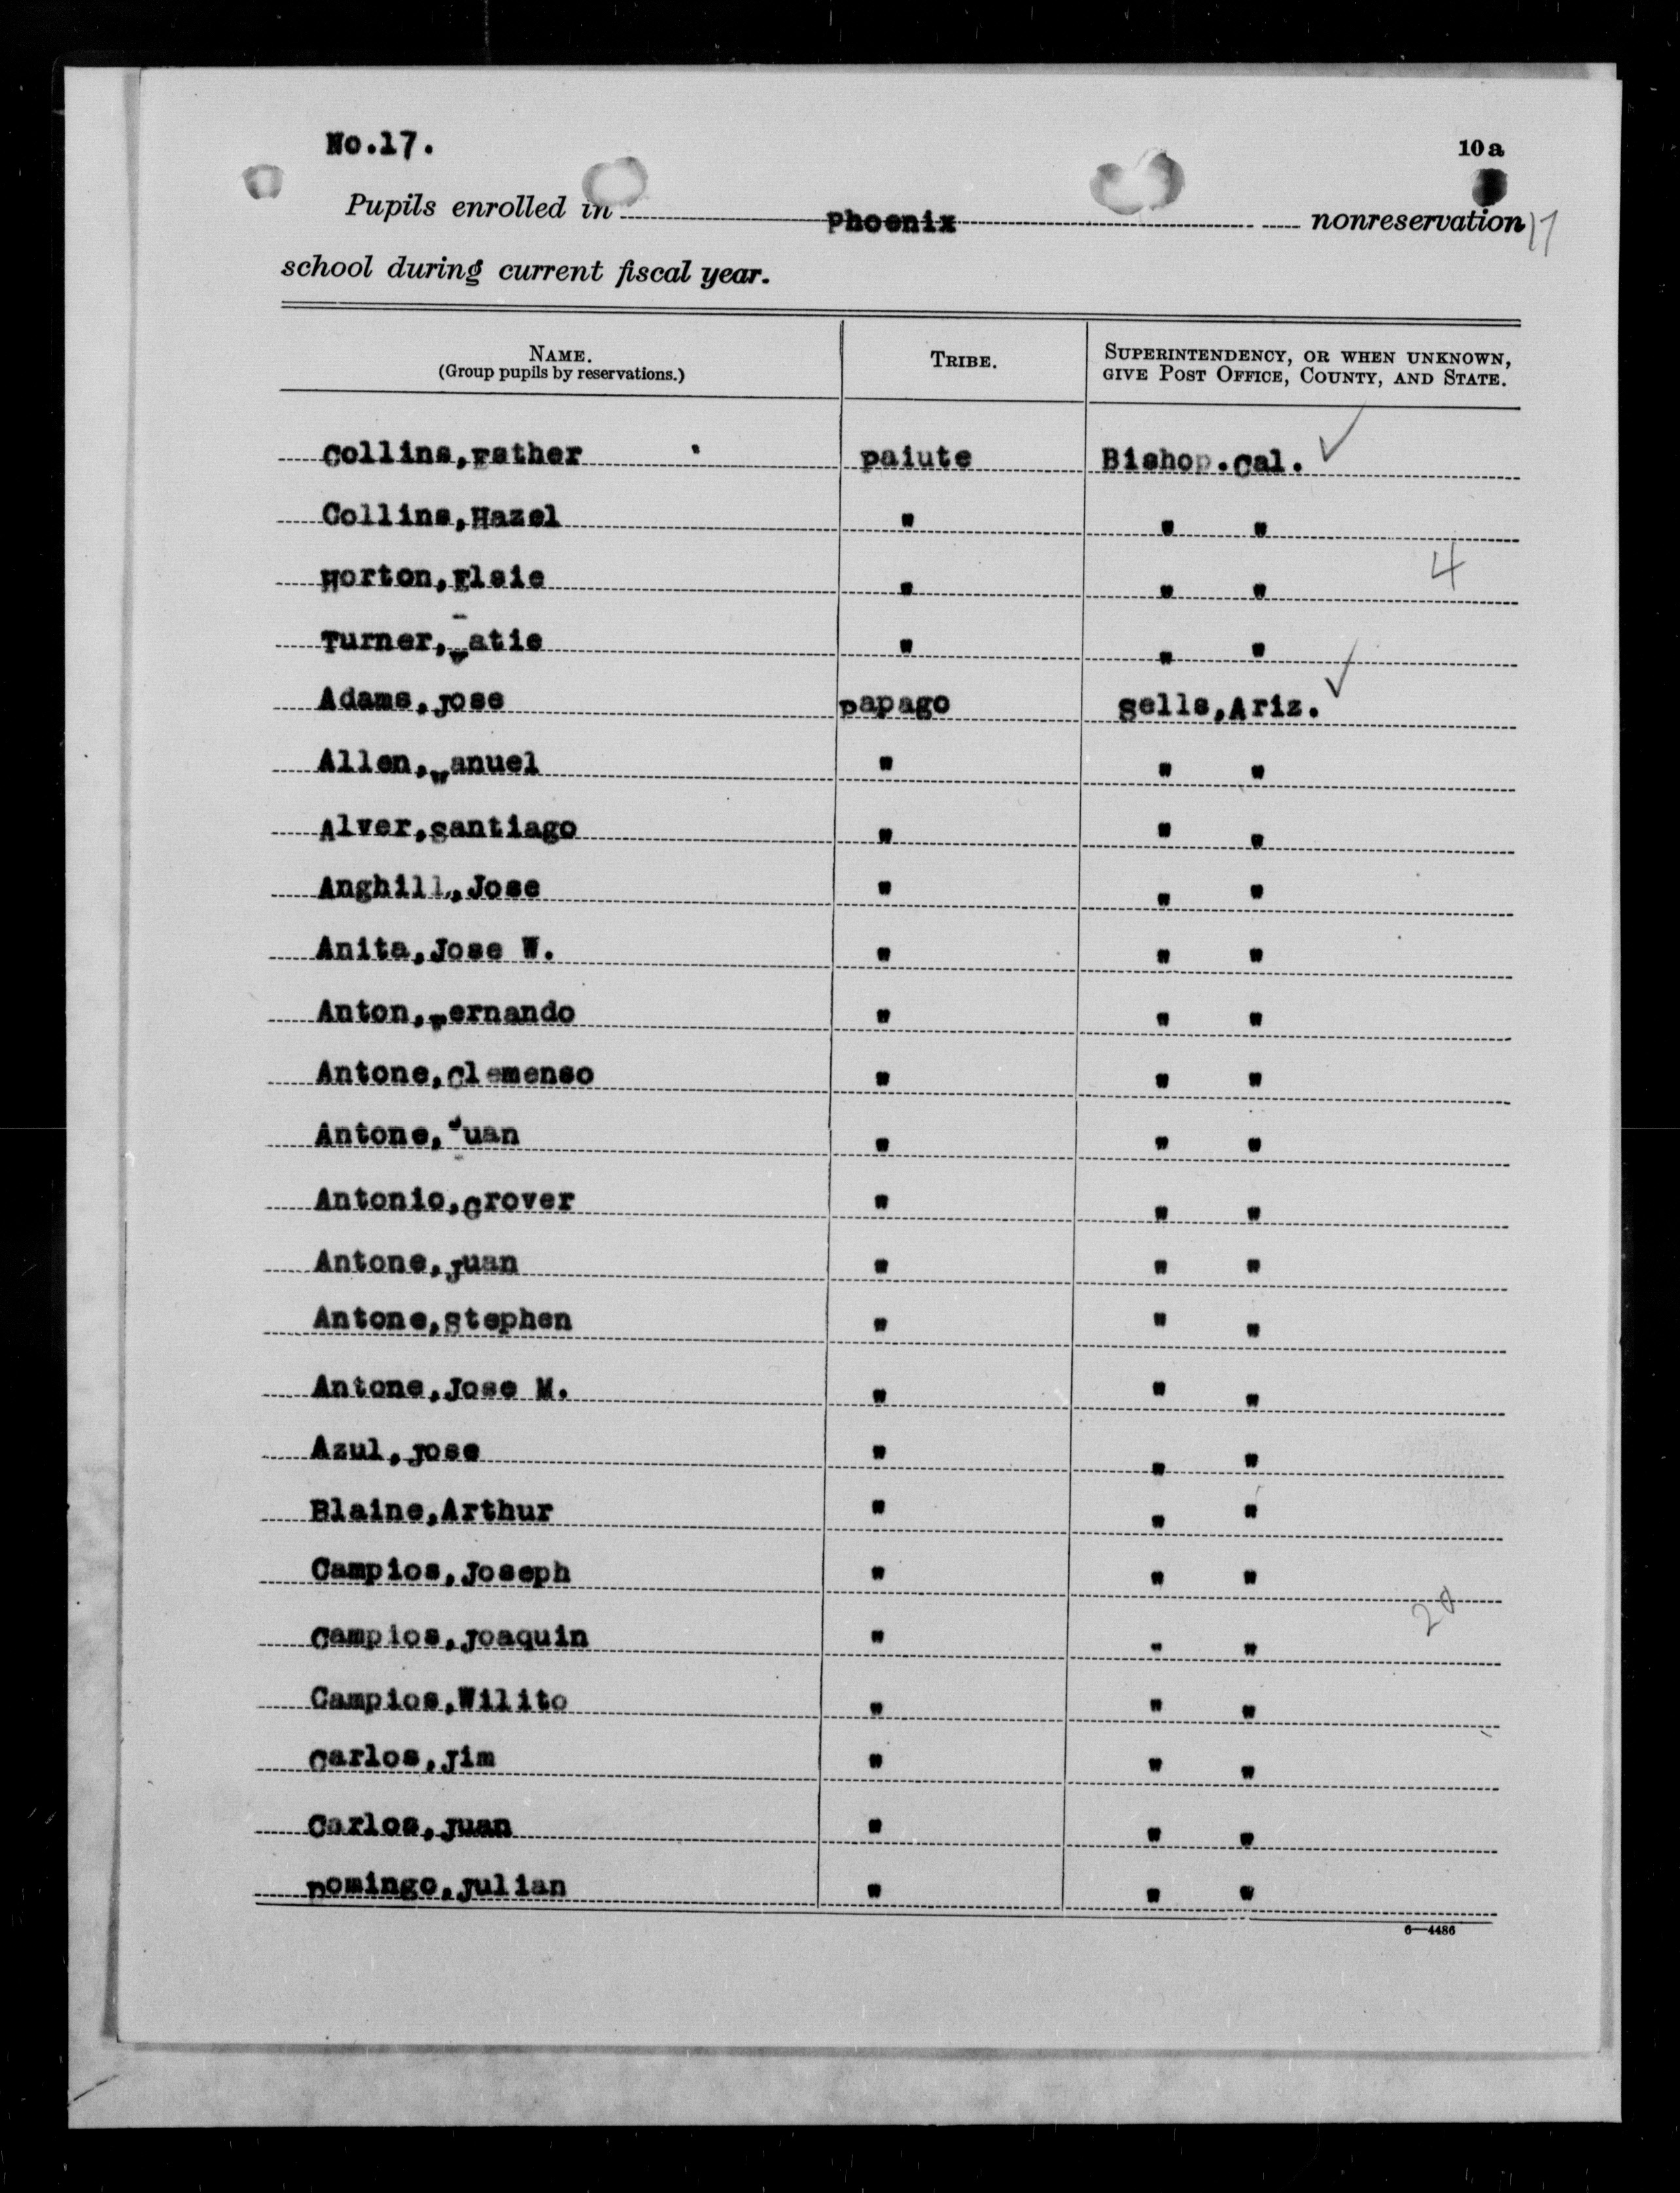 No.17.
10 a
Pupils enrolled in Phoenix nonreservation 17
school during current fiscal year.
NAME.
(Group pupils by reservations.)
TRIBE.
SUPERINTENDENCY, OR WHEN UNKNOWN,
GIVE POST OFFICE, COUNTY, AND STATE.
Collins,Esther Paiute Bishop.Cal. ✓
Collins,Hazel " " "
Horton,Elsie " " " 4
Turner, atie " " "
Adams,Jose Papago Sells,Ariz. ✓
Allen,Manuel " " "
Alver,Santiago " " "
Anghill,Jose " " "
Anita,Jose W. " " "
Anton,Fernando " " "
Antone,Clemenso " " "
Antone,Juan " " "
Antonio,Grover " " "
Antone,Juan " " "
Antone,Stephen " " "
Antone,Jose M. " " "
Azul,Jose " " "
Blaine,Arthur " " "
Campios,Joseph " " "
Campios,Joaquin " " " 20
Campios,Wilito " " "
Carlos,Jim " " "
Carlos,Juan " " "
Domingo,Julian " " "
6—4486